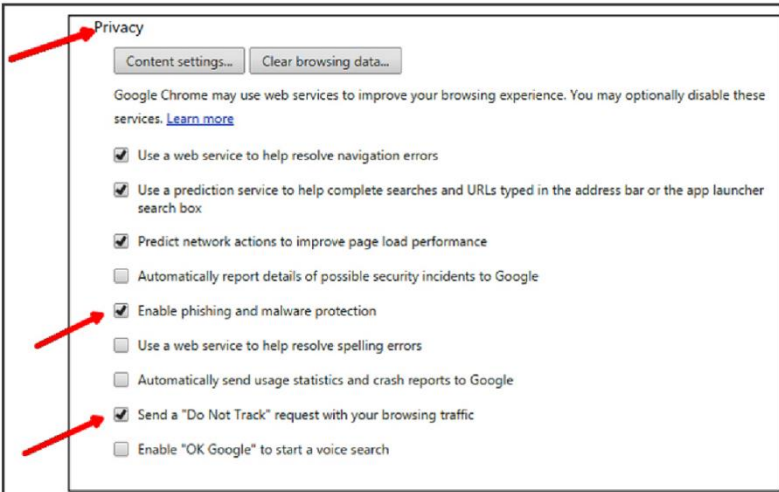 Privacy
Content settings... Clear browsing data...
Google Chrome may use web services to improve your browsing experience. You may optionally disable these
services. Learn more
Use a web service to help resolve navigation errors
Use a prediction service to help complete searches and URLs typed in the address bar or the app launcher
search box
Predict network actions to improve page load performance
Automatically report details of possible security incidents to Google
Enable phishing and malware protection
Use a web service to help resolve spelling errors
Automatically send usage statistics and crash reports to Google
Send a "Do Not Track" request with your browsing traffic
Enable "OK Google" to start a voice search